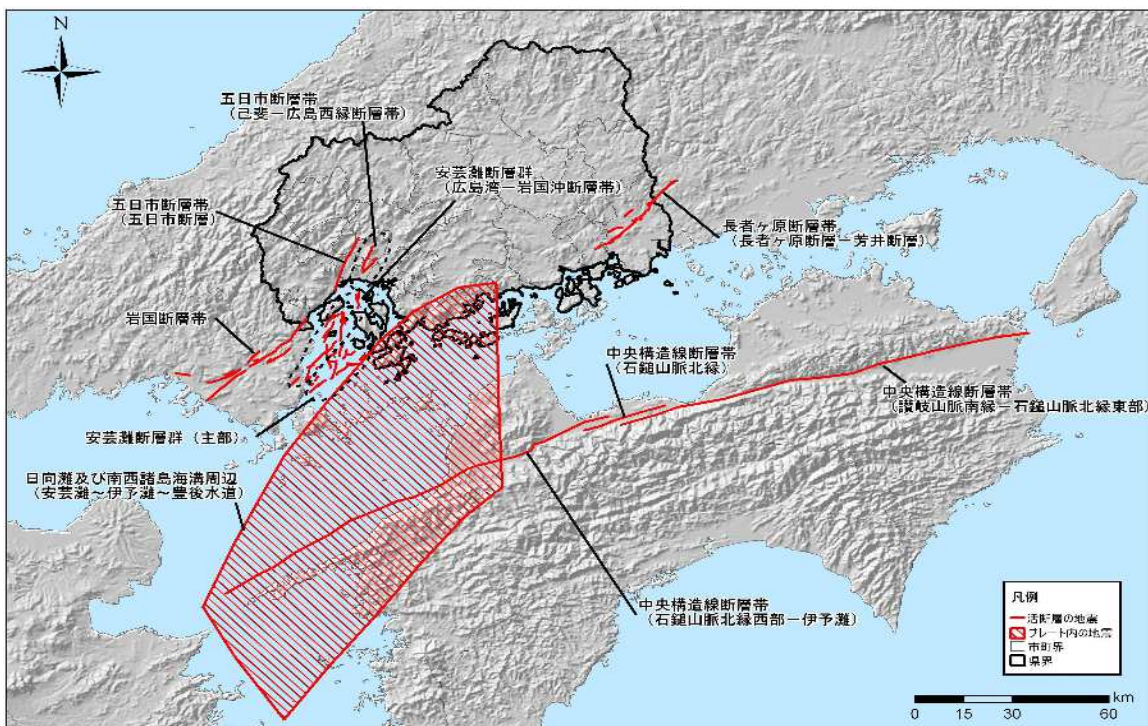 N
五日市断層帯
(己斐－広島西縁断層帯)
安芸灘断層群
(広島湾－岩国沖断層帯)
五日市断層帯
(五日市断層)
長者ヶ原断層帯
(長者ヶ原断層－芳井断層)
岩国断層帯
中央構造線断層帯
(石鎚山脈北縁)
中央構造線断層帯
(讃岐山脈南縁－石鎚山脈北縁東部)
安芸灘断層群(主部)
日向灘及び南西諸島海溝周辺
(安芸灘～伊予灘～豊後水道)
中央構造線断層帯
(石鎚山脈北縁西部－伊予灘)
凡例
活断層の地震
プレート内の地震
市町界
県界
km
0 15 30 60